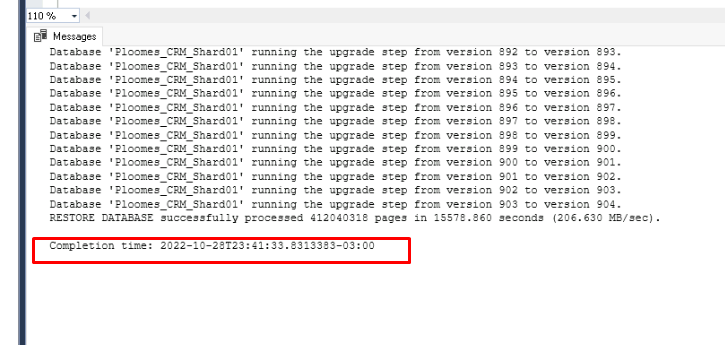 110 %
Messages
Database 'Ploomes_CRM_Shard01' running the upgrade step from version 892 to version 893.
Database 'Ploomes_CRM_Shard01' running the upgrade step from version 893 to version 894.
Database 'Ploomes_CRM_Shard01' running the upgrade step from version 894 to version 895.
Database 'Ploomes_CRM_Shard01' running the upgrade step from version 895 to version 896.
Database 'Ploomes_CRM_Shard01' running the upgrade step from version 896 to version 897.
Database 'Ploomes_CRM_Shard01' running the upgrade step from version 897 to version 898.
Database 'Ploomes_CRM_Shard01' running the upgrade step from version 898 to version 899.
Database 'Ploomes_CRM_Shard01' running the upgrade step from version 899 to version 900.
Database 'Ploomes_CRM_Shard01' running the upgrade step from version 900 to version 901.
Database 'Ploomes_CRM_Shard01' running the upgrade step from version 901 to version 902.
Database 'Ploomes_CRM_Shard01' running the upgrade step from version 902 to version 903.
Database 'Ploomes_CRM_Shard01' running the upgrade step from version 903 to version 904.
RESTORE DATABASE successfully processed 412040318 pages in 15578.860 seconds (206.630 MB/sec).
Completion time: 2022-10-28T23:41:33.8313383-03:00